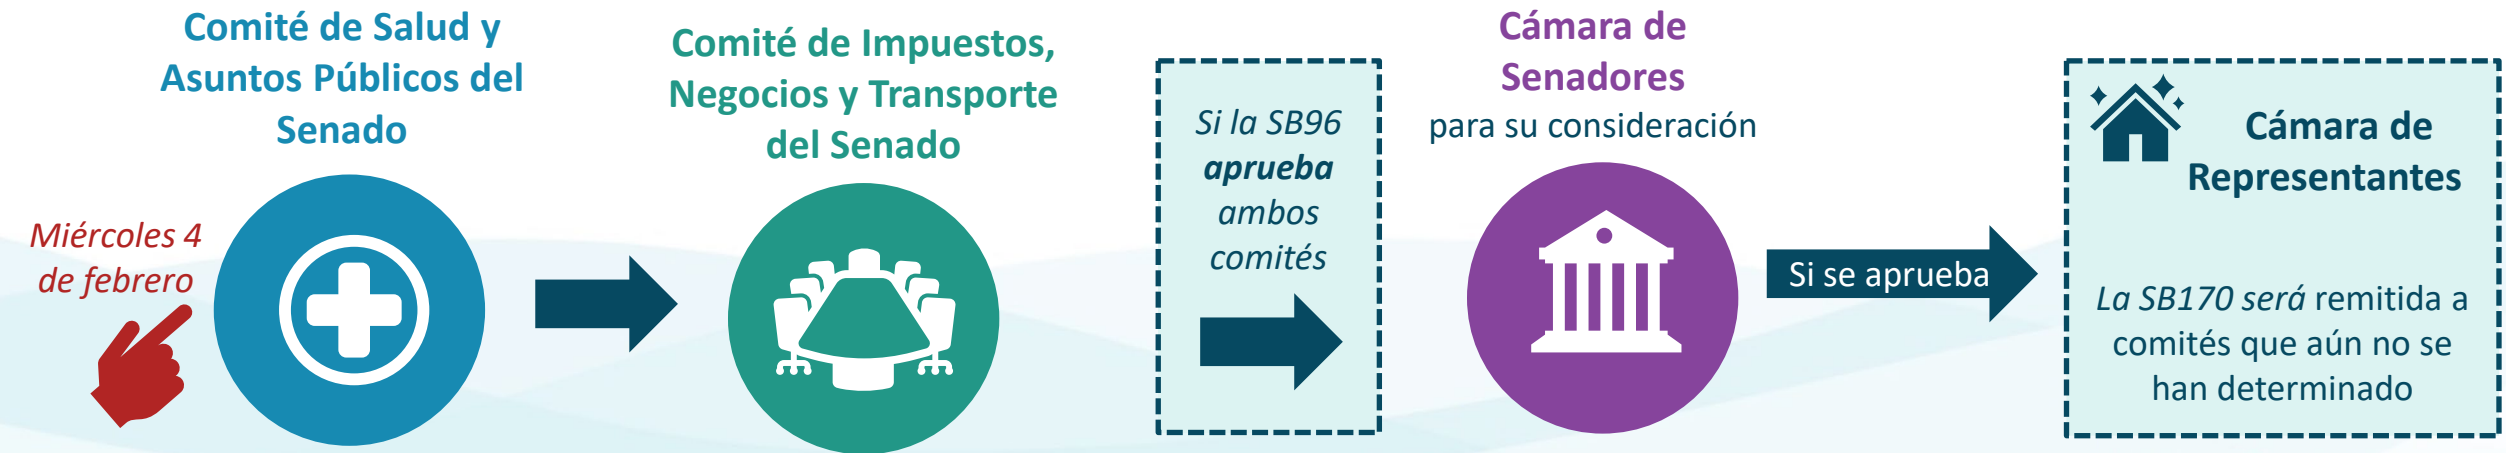 Comité de Salud y
Asuntos Públicos del
Senado
Miércoles 4
de febrero
Comité de Impuestos,
Negocios y Transporte
del Senado
Si la SB96
aprueba
ambos
comités
Cámara de
Senadores
para su consideración
Si se aprueba
Cámara de
Representantes
La SB170 será remitida a
comités que aún no se
han determinado